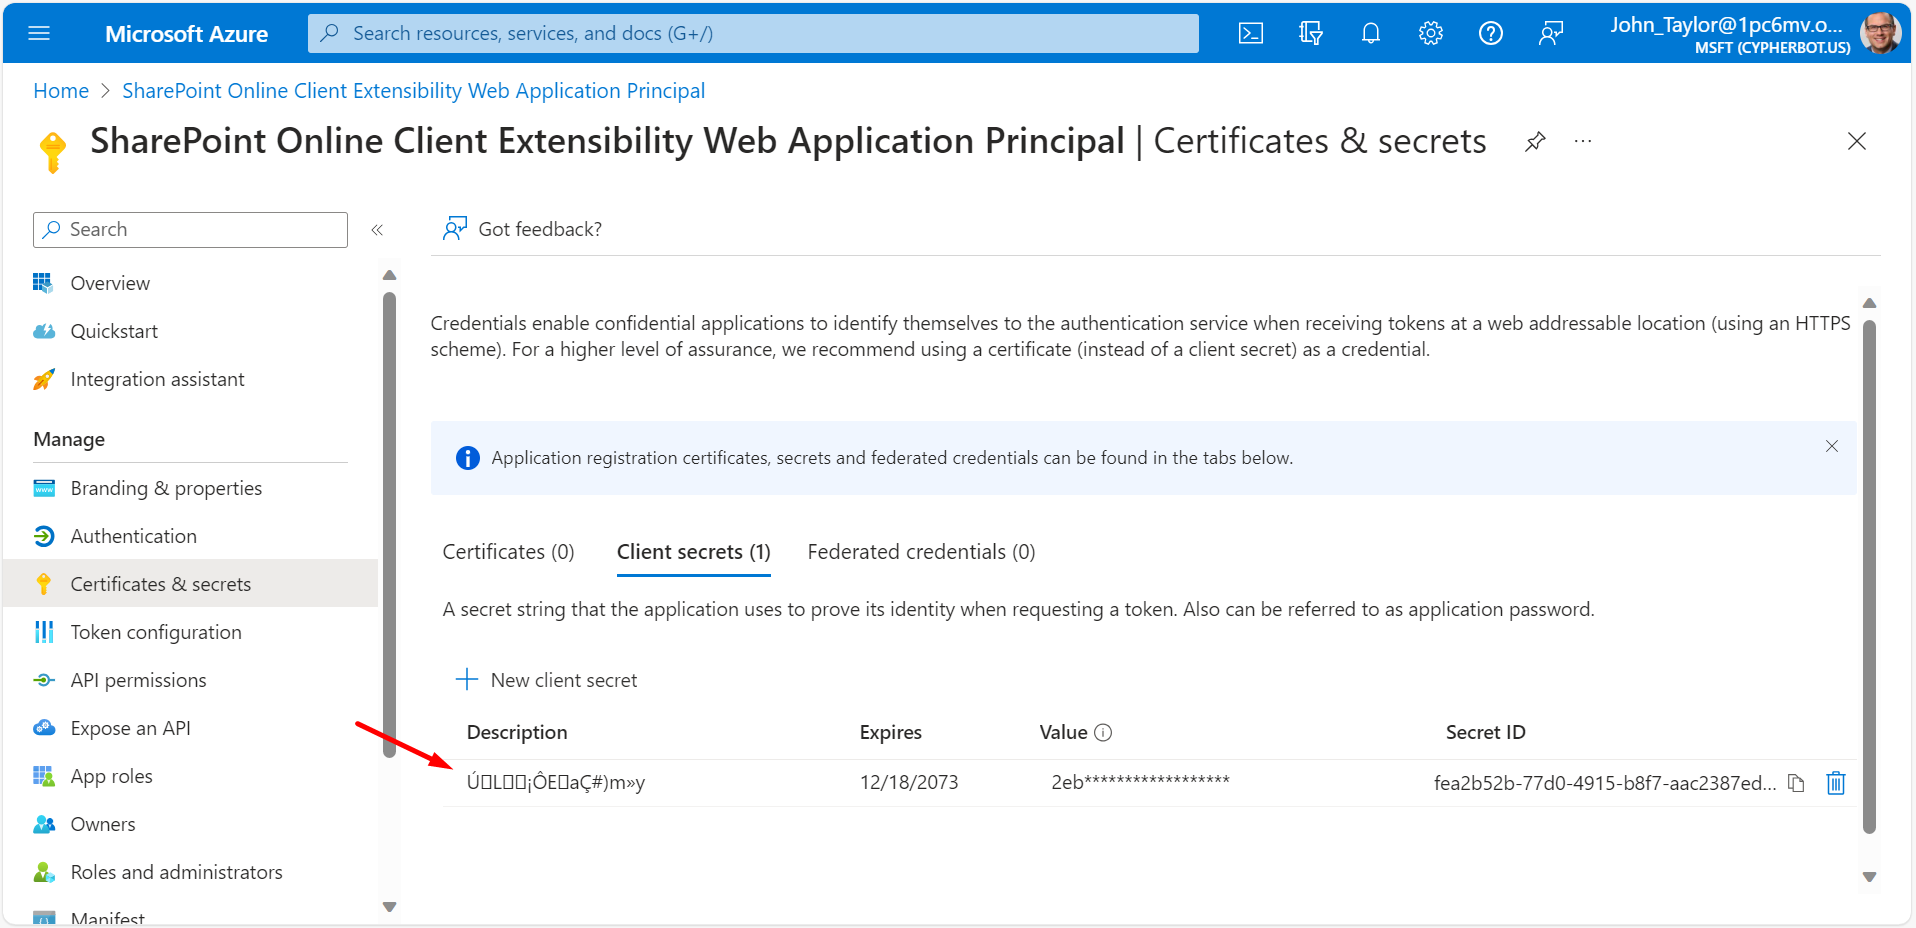 Microsoft Azure
Search resources, services, and docs (G+/)
John_Taylor@1pc6mv.o...
MSFT (CYPHERBOT.US)
Home > SharePoint Online Client Extensibility Web Application Principal
SharePoint Online Client Extensibility Web Application Principal | Certificates & secrets
Search
Got feedback?
Overview
Quickstart
Integration assistant
Manage
Branding & properties
Authentication
Certificates & secrets
Token configuration
API permissions
Expose an API
App roles
Owners
Roles and administrators
Manifest
Credentials enable confidential applications to identify themselves to the authentication service when receiving tokens at a web addressable location (using an HTTPS
scheme). For a higher level of assurance, we recommend using a certificate (instead of a client secret) as a credential.
Application registration certificates, secrets and federated credentials can be found in the tabs below.
Certificates (0) Client secrets (1) Federated credentials (0)
A secret string that the application uses to prove its identity when requesting a token. Also can be referred to as application password.
New client secret
Description Expires Value Secret ID
Ú▯L▯▯¡ÔE▯aÇ#)m»y 12/18/2073 2eb****************** fea2b52b-77d0-4915-b8f7-aac2387ed...